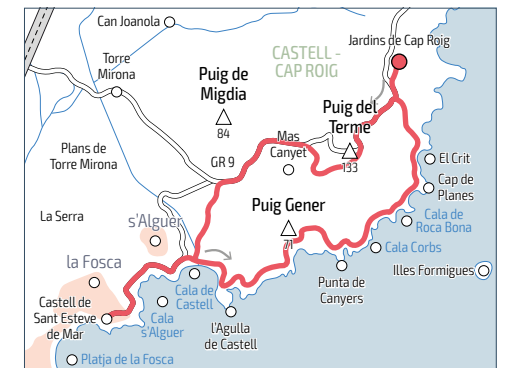 Can Joanola
Jardins de Cap Roig
CASTELL -
CAP ROIG
Torre
Mirona
Puig de
Migdia
84
Puig del
Terme
133
Mas
Canyet
Plans de
Torre Mirona
GR 9
El Crit
Cap de
Planes
La Serra
s'Alguer
Puig Gener
71
Cala de
Roca Bona
Cala Corbs
la Fosca
Illes Formigues
Castell de
Sant Esteve
de Mar
Cala de
Castell
Punta de
Canyers
Cala
s'Alguer
l'Agulla
de Castell
Platja de la Fosca